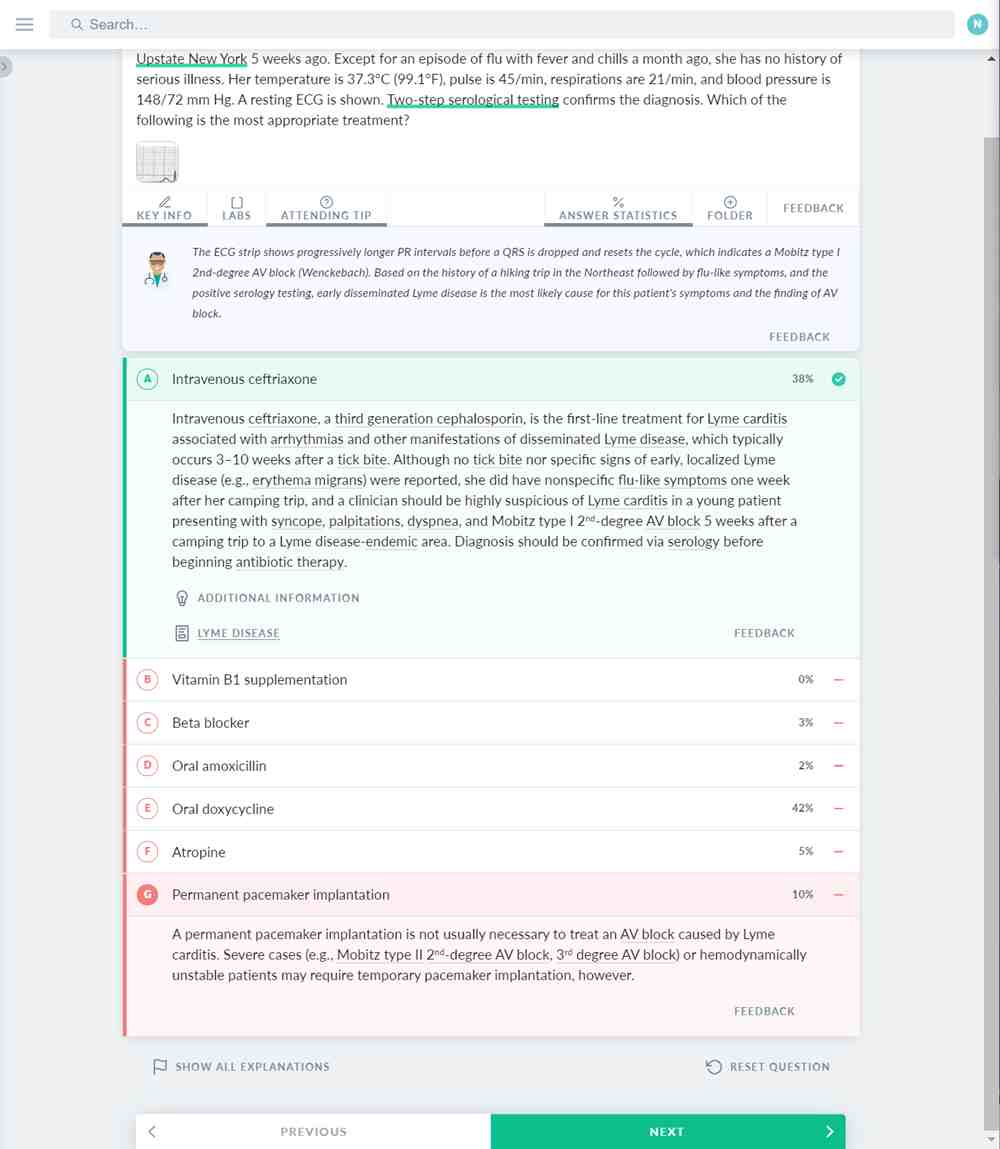 Search…
N
Upstate New York 5 weeks ago. Except for an episode of flu with fever and chills a month ago, she has no history of
serious illness. Her temperature is 37.3°C (99.1°F), pulse is 45/min, respirations are 21/min, and blood pressure is
148/72 mm Hg. A resting ECG is shown. Two-step serological testing confirms the diagnosis. Which of the
following is the most appropriate treatment?
KEY INFO
LABS
ATTENDING TIP
% ANSWER STATISTICS
FOLDER
FEEDBACK
The ECG strip shows progressively longer PR intervals before a QRS is dropped and resets the cycle, which indicates a Mobitz type I
2nd-degree AV block (Wenckebach). Based on the history of a hiking trip in the Northeast followed by flu-like symptoms, and the
positive serology testing, early disseminated Lyme disease is the most likely cause for this patient's symptoms and the finding of AV
block.
FEEDBACK
A Intravenous ceftriaxone 38%
Intravenous ceftriaxone, a third generation cephalosporin, is the first-line treatment for Lyme carditis
associated with arrhythmias and other manifestations of disseminated Lyme disease, which typically
occurs 3–10 weeks after a tick bite. Although no tick bite nor specific signs of early, localized Lyme
disease (e.g., erythema migrans) were reported, she did have nonspecific flu-like symptoms one week
after her camping trip, and a clinician should be highly suspicious of Lyme carditis in a young patient
presenting with syncope, palpitations, dyspnea, and Mobitz type I 2nd-degree AV block 5 weeks after a
camping trip to a Lyme disease-endemic area. Diagnosis should be confirmed via serology before
beginning antibiotic therapy.
ADDITIONAL INFORMATION
LYME DISEASE
FEEDBACK
B Vitamin B1 supplementation 0%
C Beta blocker 3%
D Oral amoxicillin 2%
E Oral doxycycline 42%
F Atropine 5%
G Permanent pacemaker implantation 10%
A permanent pacemaker implantation is not usually necessary to treat an AV block caused by Lyme
carditis. Severe cases (e.g., Mobitz type II 2nd-degree AV block, 3rd degree AV block) or hemodynamically
unstable patients may require temporary pacemaker implantation, however.
FEEDBACK
SHOW ALL EXPLANATIONS
RESET QUESTION
PREVIOUS
NEXT